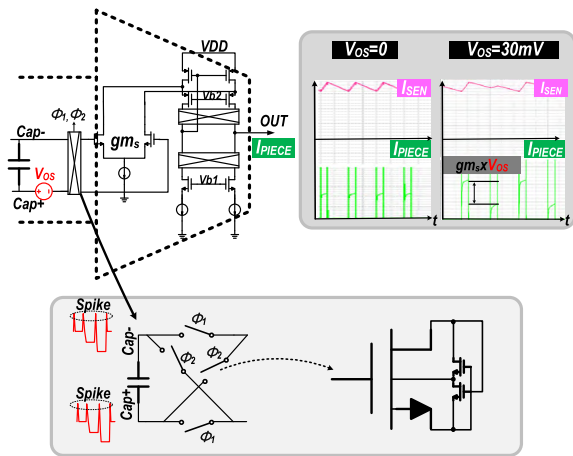 VDD
Vb2
Φ1, Φ2
Cap-
gms
OUT
IPIECE
VOS
Cap+
Vb1
VOS=0
VOS=30mV
ISEN
ISEN
IPIECE
IPIECE
gmsxVOS
t
t
Spike
Cap-
Φ1
Φ2
Φ2
Spike
Cap+
Φ1